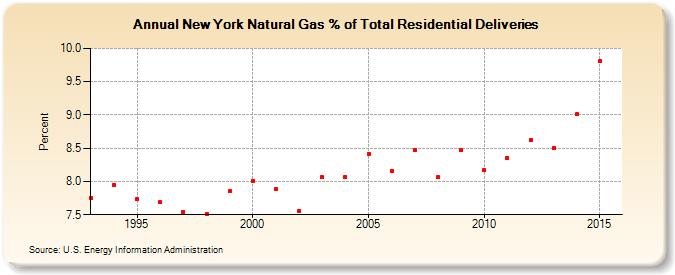 Annual New York Natural Gas % of Total Residential Deliveries
Percent
10.0
9.5
9.0
8.5
8.0
7.5
1995 2000 2005 2010 2015
Source: U.S. Energy Information Administration